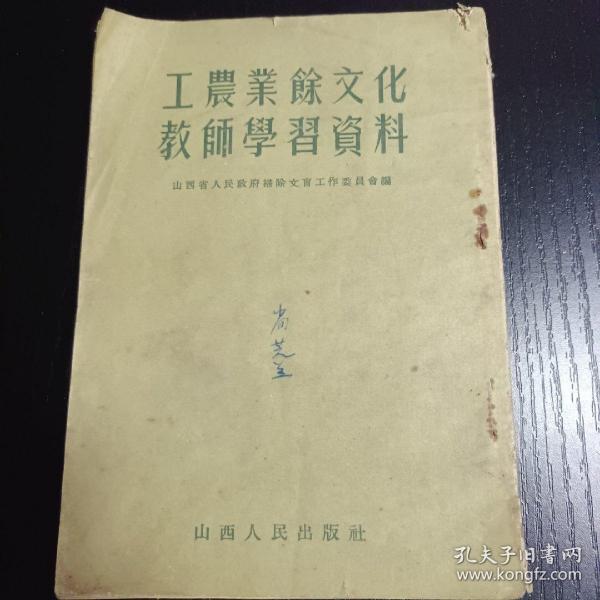 工農業餘文化
教師學習資料
山西省人民政府掃除文盲工作委員會編
山西人民出版社
孔夫子旧书网
www.kongfz.com